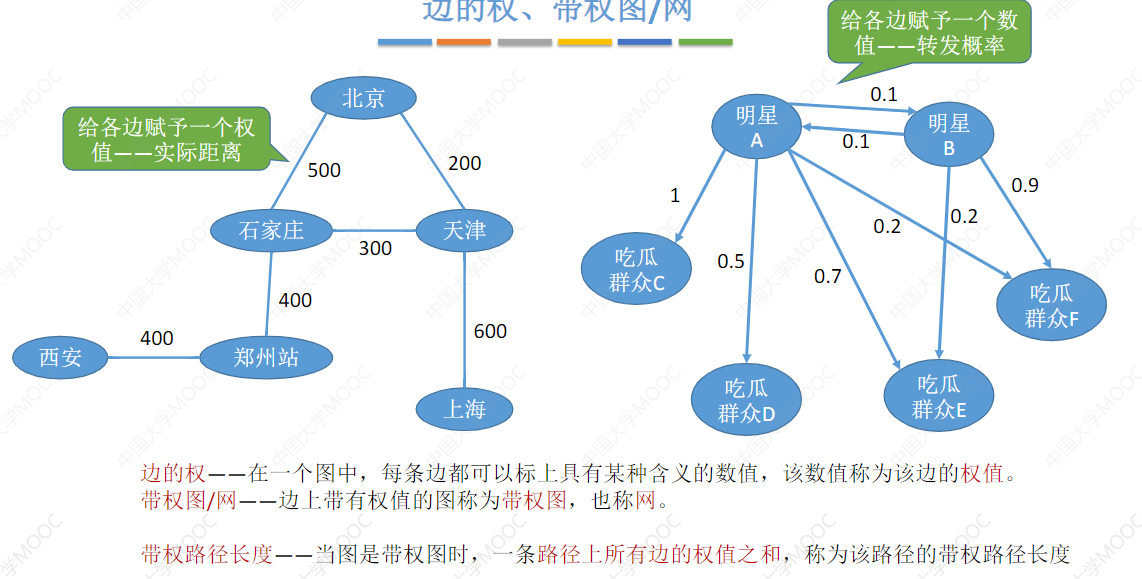 边的权、带权图/网
给各边赋予一个数
值——转发概率
给各边赋予一个权
值——实际距离
北京
500
200
石家庄
300
天津
400
600
西安
400
郑州站
上海
明星
A
0.1
0.1
明星
B
1
0.5
0.7
0.2
0.2
0.9
吃瓜
群众C
吃瓜
群众D
吃瓜
群众E
吃瓜
群众F
边的权——在一个图中，每条边都可以标上具有某种含义的数值，该数值称为该边的权值。
带权图/网——边上带有权值的图称为带权图，也称网。
带权路径长度——当图是带权图时，一条路径上所有边的权值之和，称为该路径的带权路径长度
中国大学MOOC